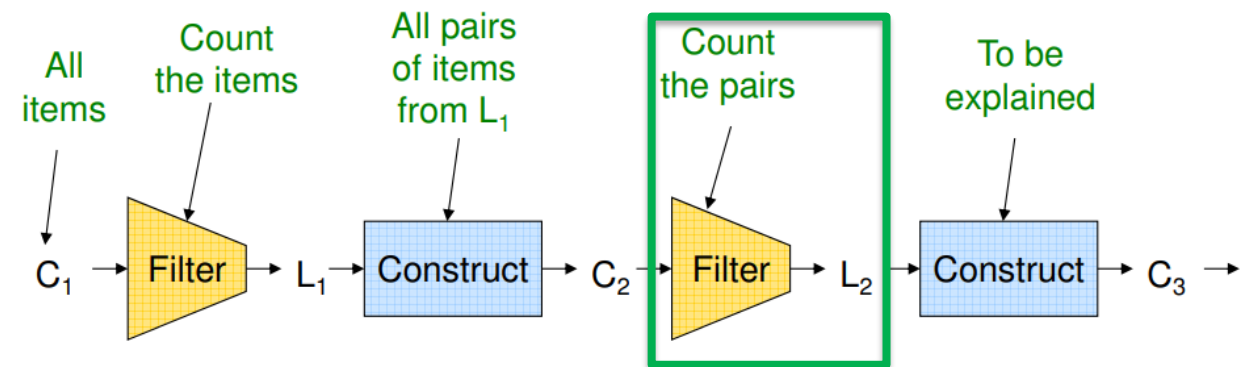 All
items
Count
the items
All pairs
of items
from L₁
Count
the pairs
To be
explained
C₁ Filter L₁ Construct C₂ Filter L₂ Construct C₃